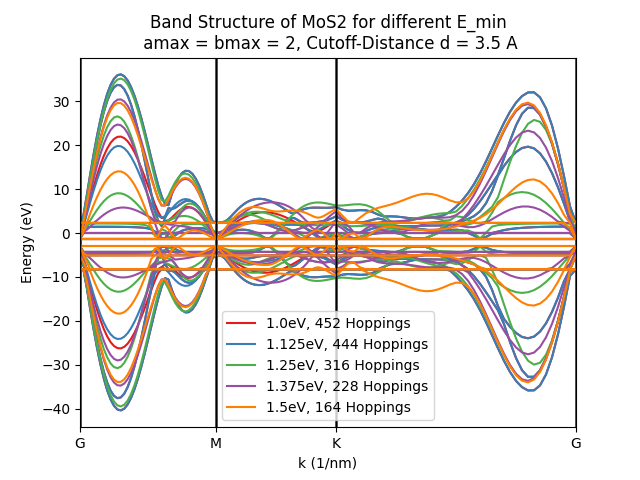 Band Structure of MoS2 for different E_min
amax = bmax = 2, Cutoff-Distance d = 3.5 A
Energy (eV)
30
20
10
0
−10
−20
−30
−40
1.0eV, 452 Hoppings
1.125eV, 444 Hoppings
1.25eV, 316 Hoppings
1.375eV, 228 Hoppings
1.5eV, 164 Hoppings
G M K G
k (1/nm)